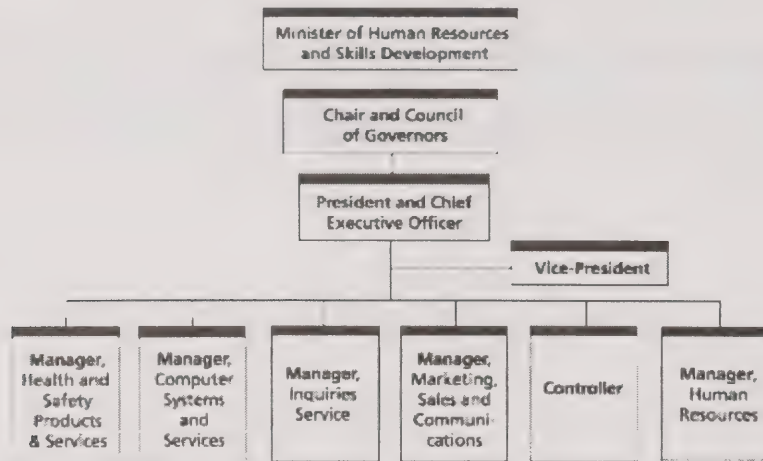 Minister of Human Resources
and Skills Development
Chair and Council
of Governors
President and Chief
Executive Officer
Vice-President
Manager,
Health and
Safety
Products
& Services
Manager,
Computer
Systems
and
Services
Manager,
Inquiries
Service
Manager,
Marketing,
Sales and
Communi-
cations
Controller
Manager,
Human
Resources